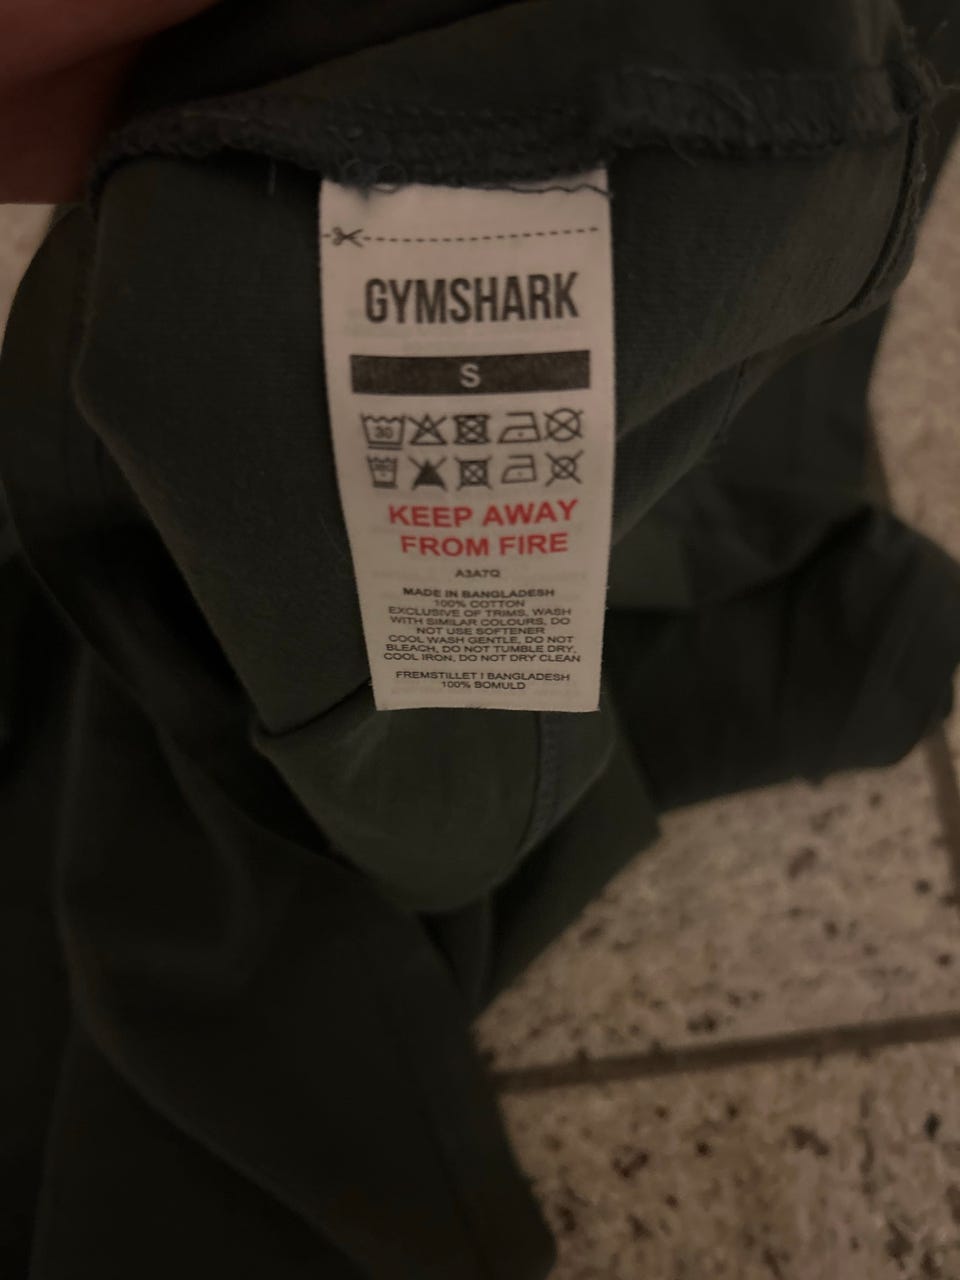 GYMSHARK
S
30
KEEP AWAY
FROM FIRE
A3A7Q
MADE IN BANGLADESH
100% COTTON
EXCLUSIVE OF TRIMS, WASH
WITH SIMILAR COLOURS, DO
NOT USE SOFTENER
COOL WASH GENTLE, DO NOT
BLEACH, DO NOT TUMBLE DRY,
COOL IRON, DO NOT DRY CLEAN
FREMSTILLET I BANGLADESH
100% BOMULD